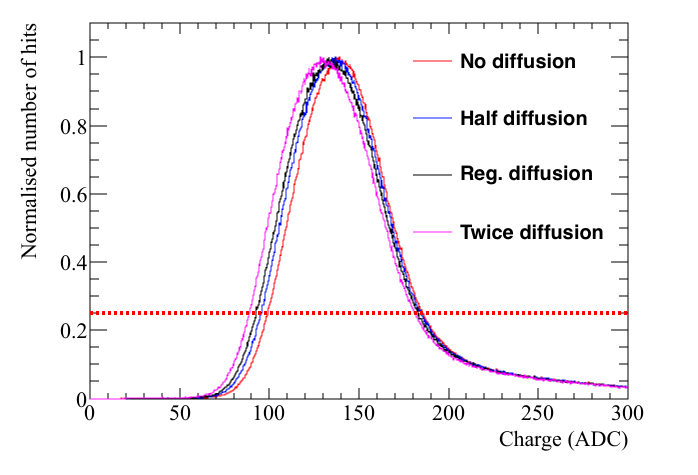 Normalised number of hits
1
0.8
0.6
0.4
0.2
0
No diffusion
Half diffusion
Reg. diffusion
Twice diffusion
0 50 100 150 200 250 300
Charge (ADC)